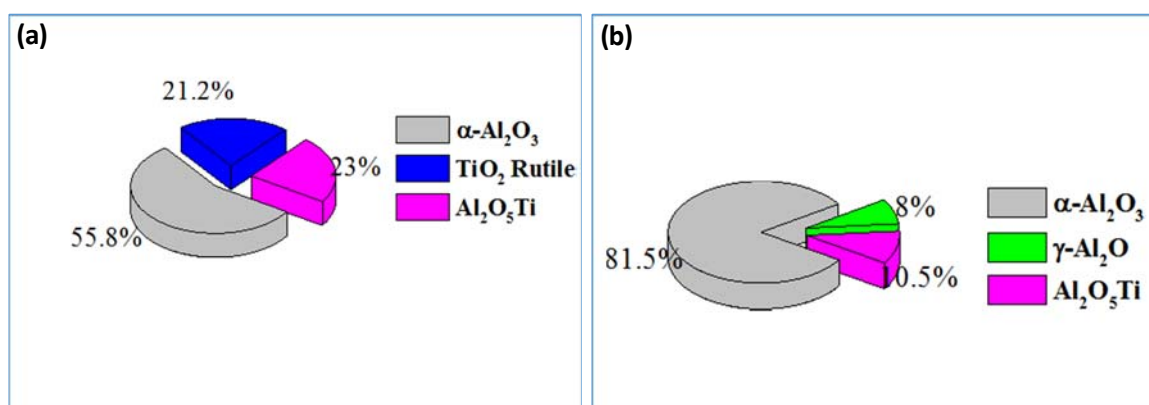 (a)
21.2%
23%
55.8%
α-Al₂O₃
TiO₂ Rutile
Al₂O₅Ti
(b)
8%
10.5%
81.5%
α-Al₂O₃
γ-Al₂O
Al₂O₅Ti